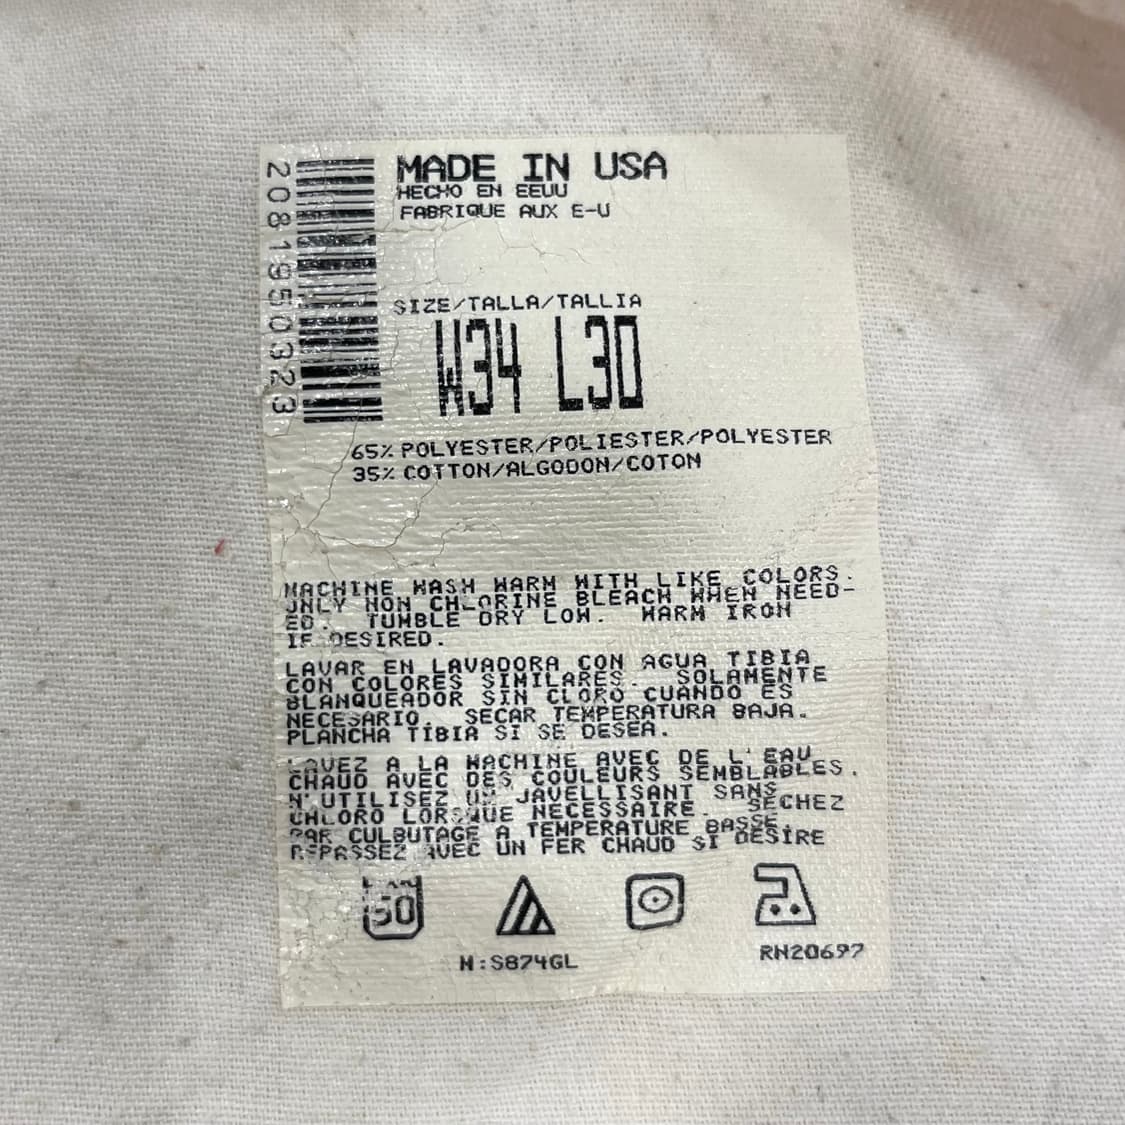 2081950323
MADE IN USA
HECHO EN EEUU
FABRIQUE AUX E-U
SIZE/TALLA/TALLIA
W34 L30
65% POLYESTER/POLIESTER/POLYESTER
35% COTTON/ALGODON/COTON
MACHINE WASH WARM WITH LIKE COLORS.
ONLY NON CHLORINE BLEACH WHEN NEED-
ED. TUMBLE DRY LOW. WARM IRON
IF DESIRED.
LAVAR EN LAVADORA CON AGUA TIBIA
CON COLORES SIMILARES. SOLAMENTE
BLANQUEADOR SIN CLORO CUANDO ES
NECESARIO. SECAR TEMPERATURA BAJA.
PLANCHA TIBIA SI SE DESEA.
LAVEZ A LA MACHINE AVEC DE L'EAU
CHAUD AVEC DES COULEURS SEMBLABLES.
N'UTILISEZ UN JAVELLISANT SANS
CHLORO LORSQUE NECESSAIRE. SECHEZ
PAR CULBUTAGE A TEMPERATURE BASSE.
REPASSEZ AVEC UN FER CHAUD SI DESIRE
50
M:S874GL
RN20697